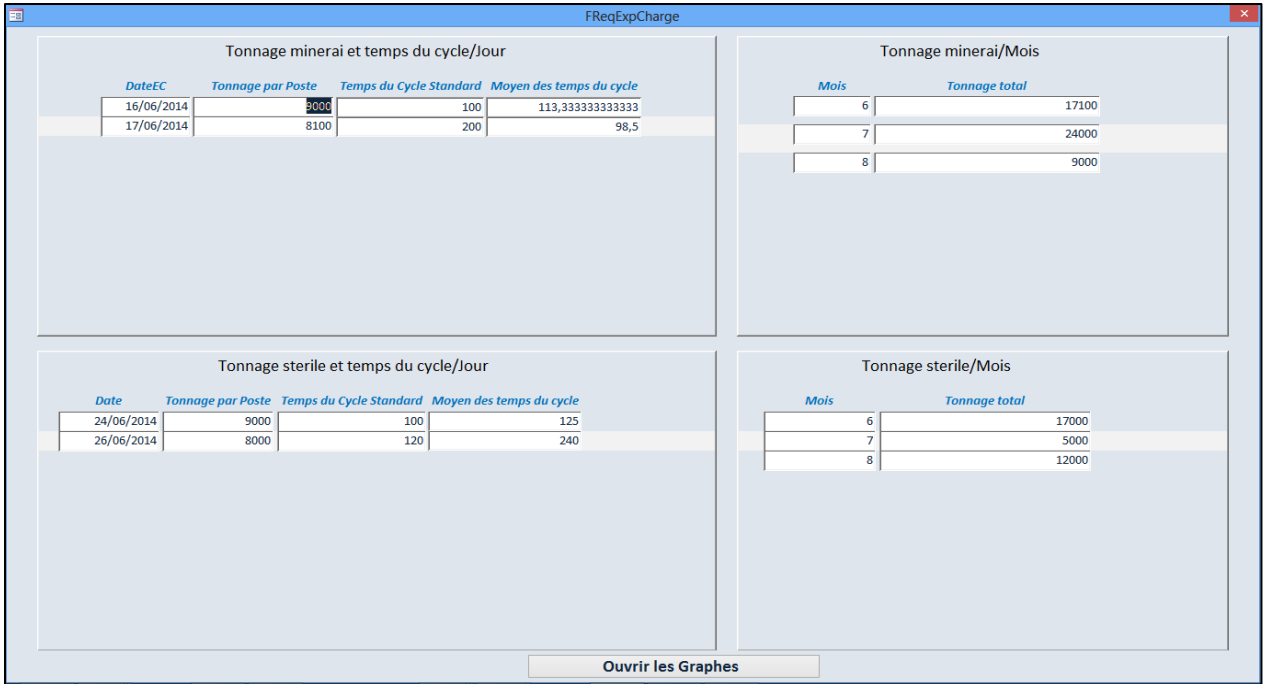 FReqExpCharge
Tonnage minerai et temps du cycle/Jour
DateEC Tonnage par Poste Temps du Cycle Standard Moyen des temps du cycle
16/06/2014 9000 100 113,333333333333
17/06/2014 8100 200 98,5
Tonnage minerai/Mois
Mois Tonnage total
6 17100
7 24000
8 9000
Tonnage sterile et temps du cycle/Jour
Date Tonnage par Poste Temps du Cycle Standard Moyen des temps du cycle
24/06/2014 9000 100 125
26/06/2014 8000 120 240
Tonnage sterile/Mois
Mois Tonnage total
6 17000
7 5000
8 12000
Ouvrir les Graphes